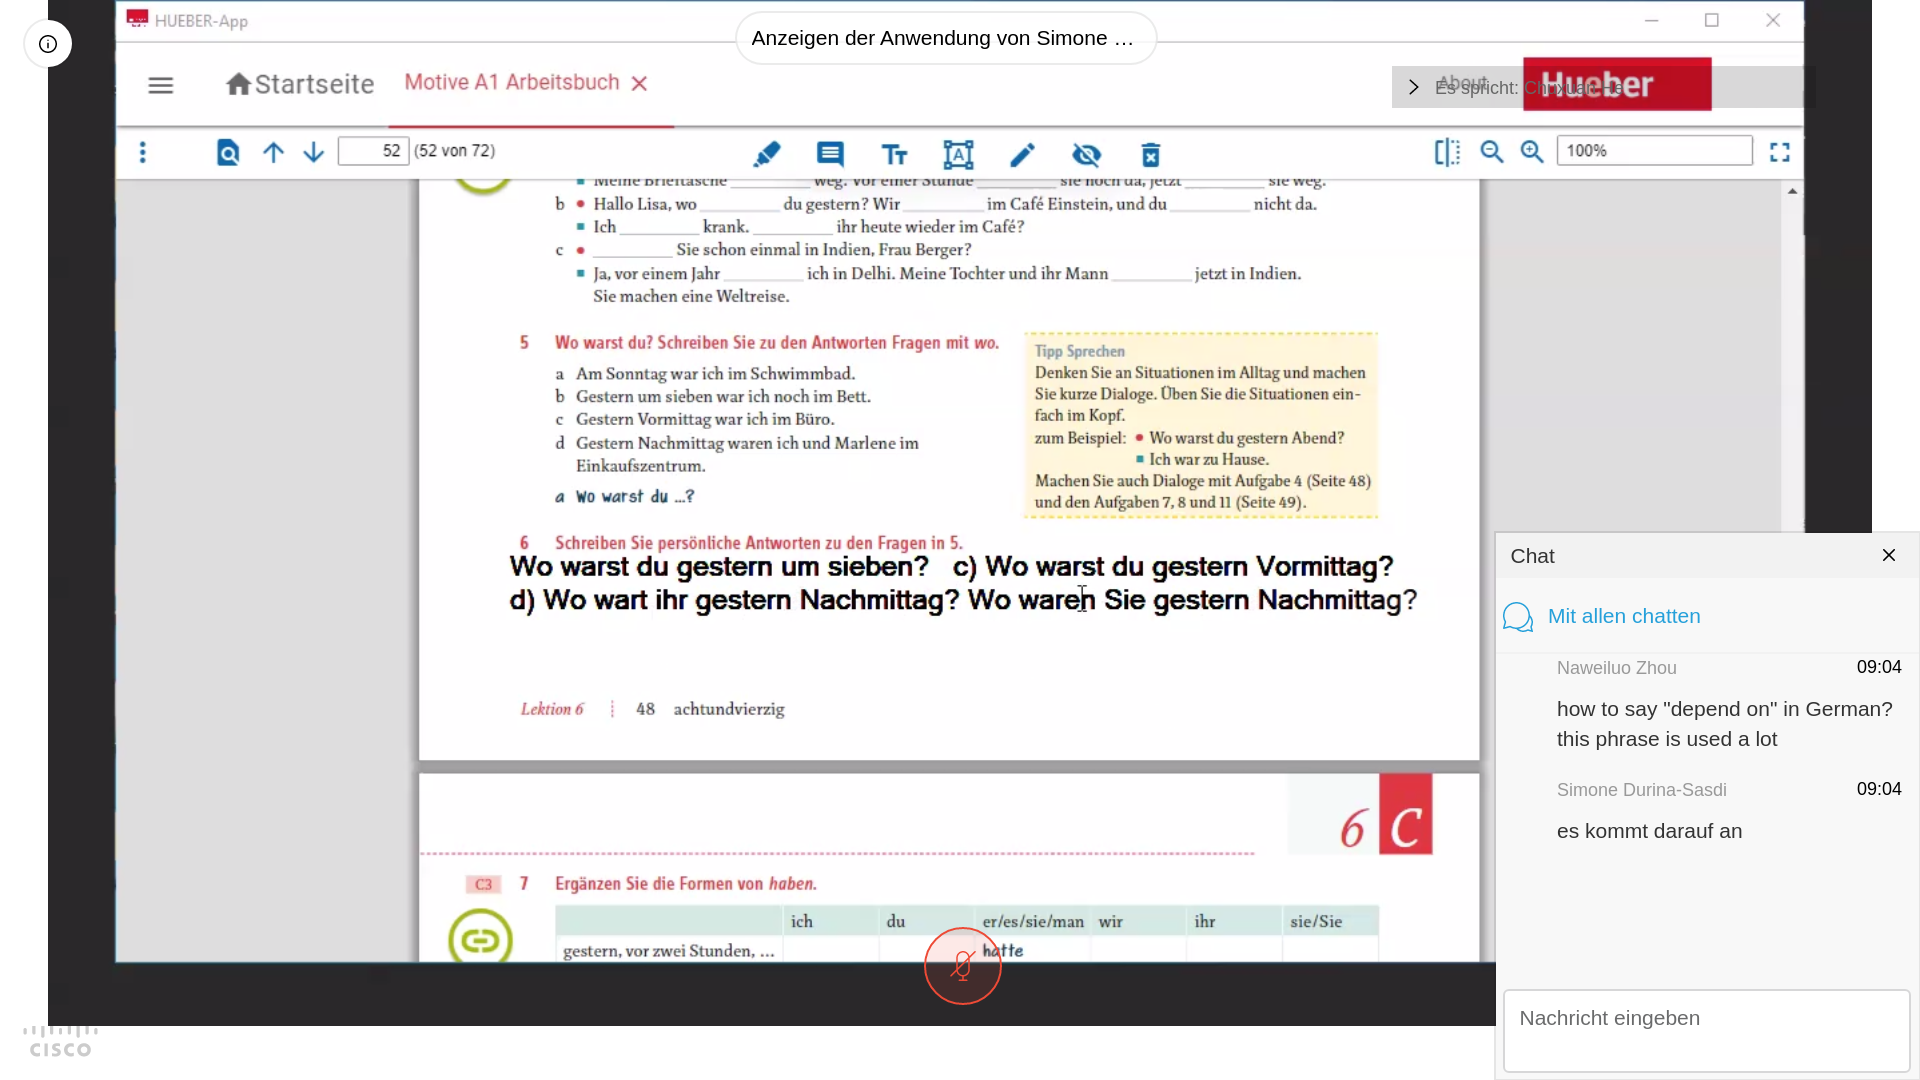 HUEBER-App
Anzeigen der Anwendung von Simone …
Startseite
Motive A1 Arbeitsbuch
About
Hueber
Es spricht:
52 (52 von 72)
100%
Meine Brieftasche weg. Vor einer Stunde sie noch da, jetzt sie weg.
b Hallo Lisa, wo du gestern? Wir im Café Einstein, und du nicht da.
Ich krank. ihr heute wieder im Café?
c Sie schon einmal in Indien, Frau Berger?
Ja, vor einem Jahr ich in Delhi. Meine Tochter und ihr Mann jetzt in Indien.
Sie machen eine Weltreise.
5 Wo warst du? Schreiben Sie zu den Antworten Fragen mit wo.
a Am Sonntag war ich im Schwimmbad.
b Gestern um sieben war ich noch im Bett.
c Gestern Vormittag war ich im Büro.
d Gestern Nachmittag waren ich und Marlene im
Einkaufszentrum.
a Wo warst du ...?
Tipp Sprechen
Denken Sie an Situationen im Alltag und machen
Sie kurze Dialoge. Üben Sie die Situationen ein-
fach im Kopf.
zum Beispiel: Wo warst du gestern Abend?
Ich war zu Hause.
Machen Sie auch Dialoge mit Aufgabe 4 (Seite 48)
und den Aufgaben 7, 8 und 11 (Seite 49).
6 Schreiben Sie persönliche Antworten zu den Fragen in 5.
Wo warst du gestern um sieben? c) Wo warst du gestern Vormittag?
d) Wo wart ihr gestern Nachmittag? Wo waren Sie gestern Nachmittag?
Lektion 6 48 achtundvierzig
6 C
C3 7 Ergänzen Sie die Formen von haben.
ich du er/es/sie/man wir ihr sie/Sie
gestern, vor zwei Stunden, ... hatte
Chat
Mit allen chatten
Naweiluo Zhou 09:04
how to say "depend on" in German?
this phrase is used a lot
Simone Durina-Sasdi 09:04
es kommt darauf an
Nachricht eingeben
CISCO